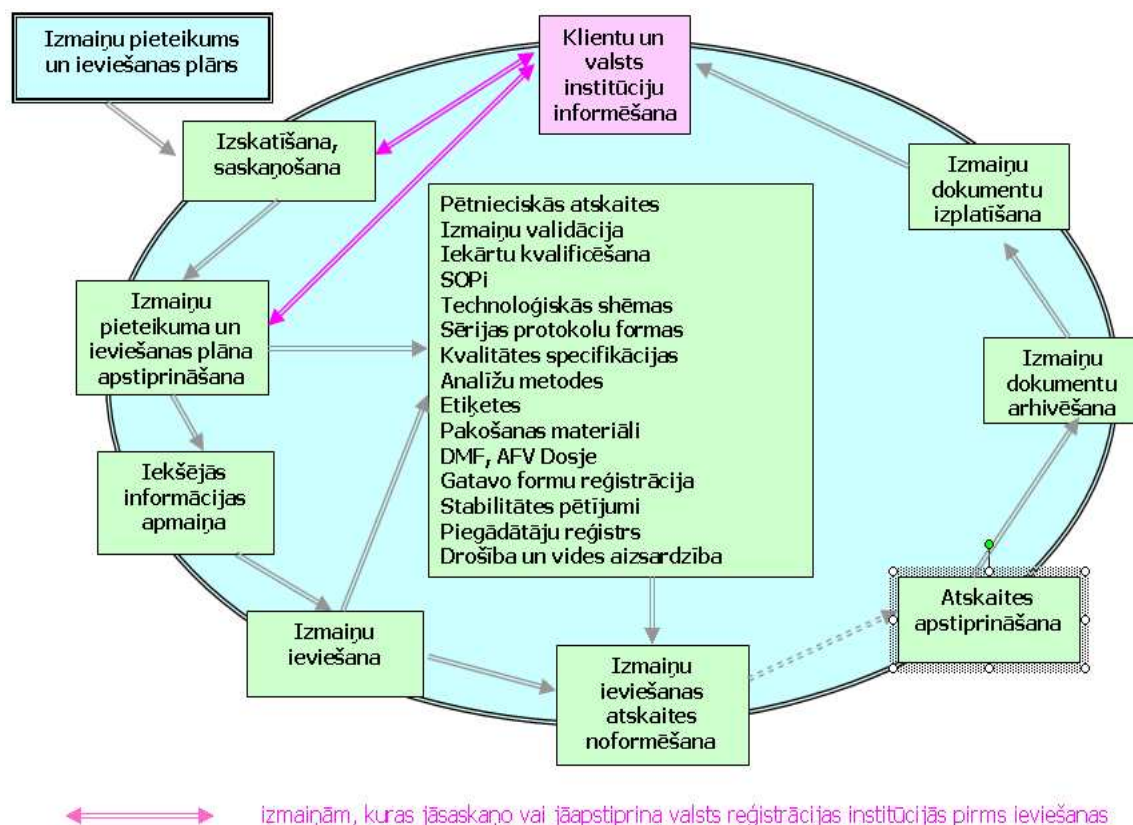 Izmaiņu pieteikums
un ieviešanas plāns
Klientu un
valsts
institūciju
informēšana
Izskatīšana,
saskaņošana
Izmaiņu
dokumentu
izplatīšana
Pētnieciskās atskaites
Izmaiņu validācija
Iekārtu kvalificēšana
SOPi
Technoloģiskās shēmas
Sērijas protokolu formas
Kvalitātes specifikācijas
Analīžu metodes
Etiķetes
Pakošanas materiāli
DMF, AFV Dosje
Gatavo formu reģistrācija
Stabilitātes pētījumi
Piegādātāju reģistrs
Drošība un vides aizsardzība
Izmaiņu
pieteikuma un
ieviešanas plāna
apstiprināšana
Izmaiņu
dokumentu
arhivēšana
Iekšējās
informācijas
apmaiņa
Izmaiņu
ieviešana
Izmaiņu
ieviešanas
atskaites
noformēšana
Atskaites
apstiprināšana
izmaiņām, kuras jāsaskaņo vai jāapstiprina valsts reģistrācijas institūcijās pirms ieviešanas